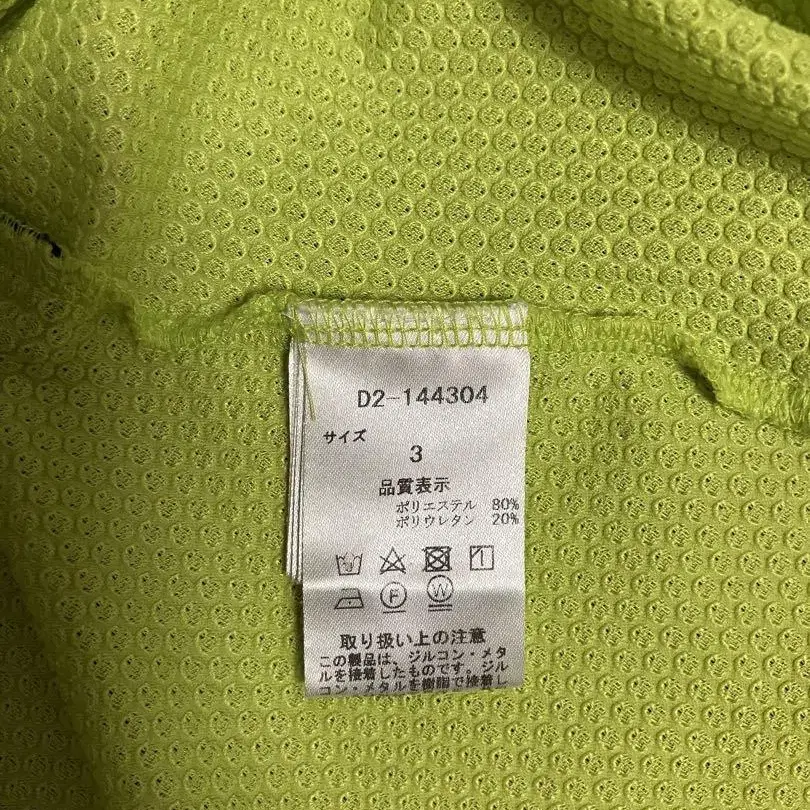 D2-144304
サイズ
3
品質表示
ポリエステル 80%
ポリウレタン 20%
F W
取り扱い上の注意
この製品は、ジルコン・メタ
ルを接着したものです。ジル
コン・メタルを樹脂で接着し